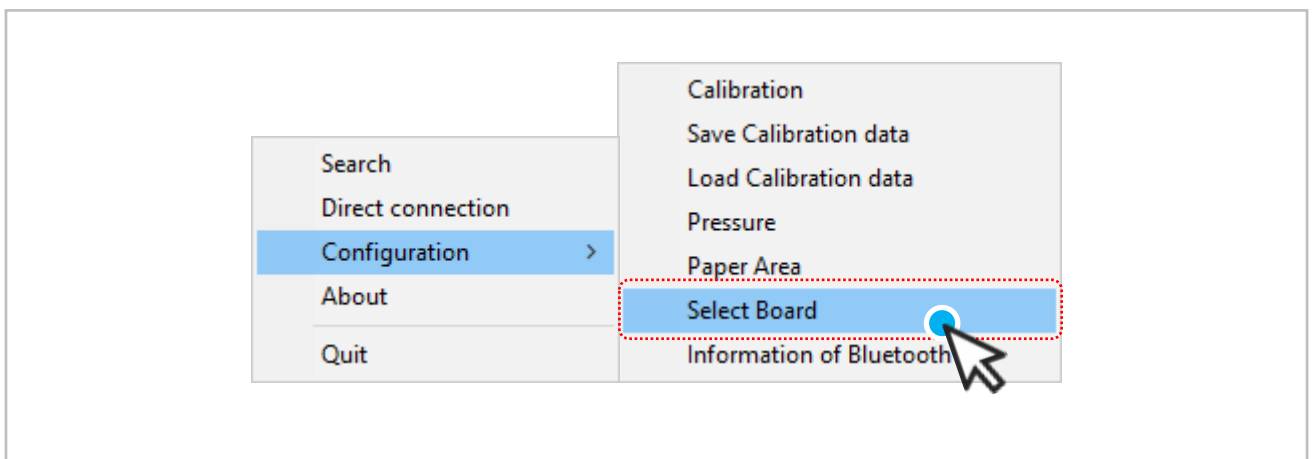 Search
Direct connection
Configuration >
About
Quit
Calibration
Save Calibration data
Load Calibration data
Pressure
Paper Area
Select Board
Information of Bluetooth